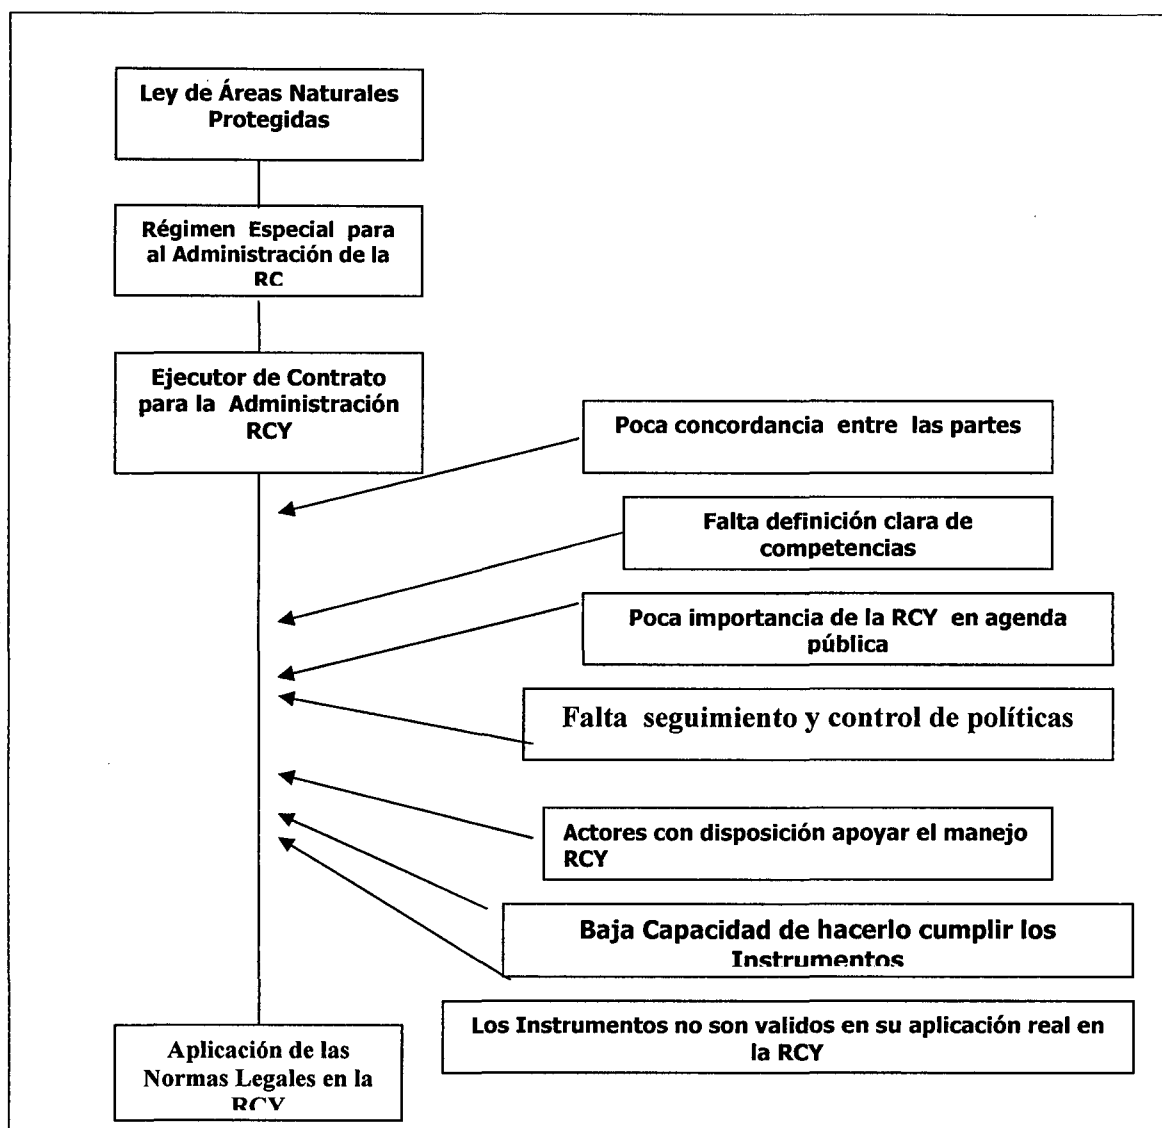 Ley de Áreas Naturales
Protegidas
Régimen Especial para
al Administración de la
RC
Ejecutor de Contrato
para la Administración
RCY
Poca concordancia entre las partes
Falta definición clara de
competencias
Poca importancia de la RCY en agenda
pública
Falta seguimiento y control de políticas
Actores con disposición apoyar el manejo
RCY
Baja Capacidad de hacerlo cumplir los
Instrumentos
Los Instrumentos no son validos en su aplicación real en
la RCY
Aplicación de las
Normas Legales en la
RCY